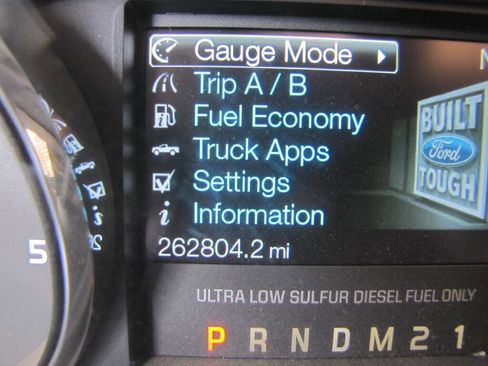 Gauge Mode
Trip A / B
Fuel Economy
Truck Apps
Settings
Information
262804.2 mi
BUILT
Ford
TOUGH
ULTRA LOW SULFUR DIESEL FUEL ONLY
P R N D M 2 1
5